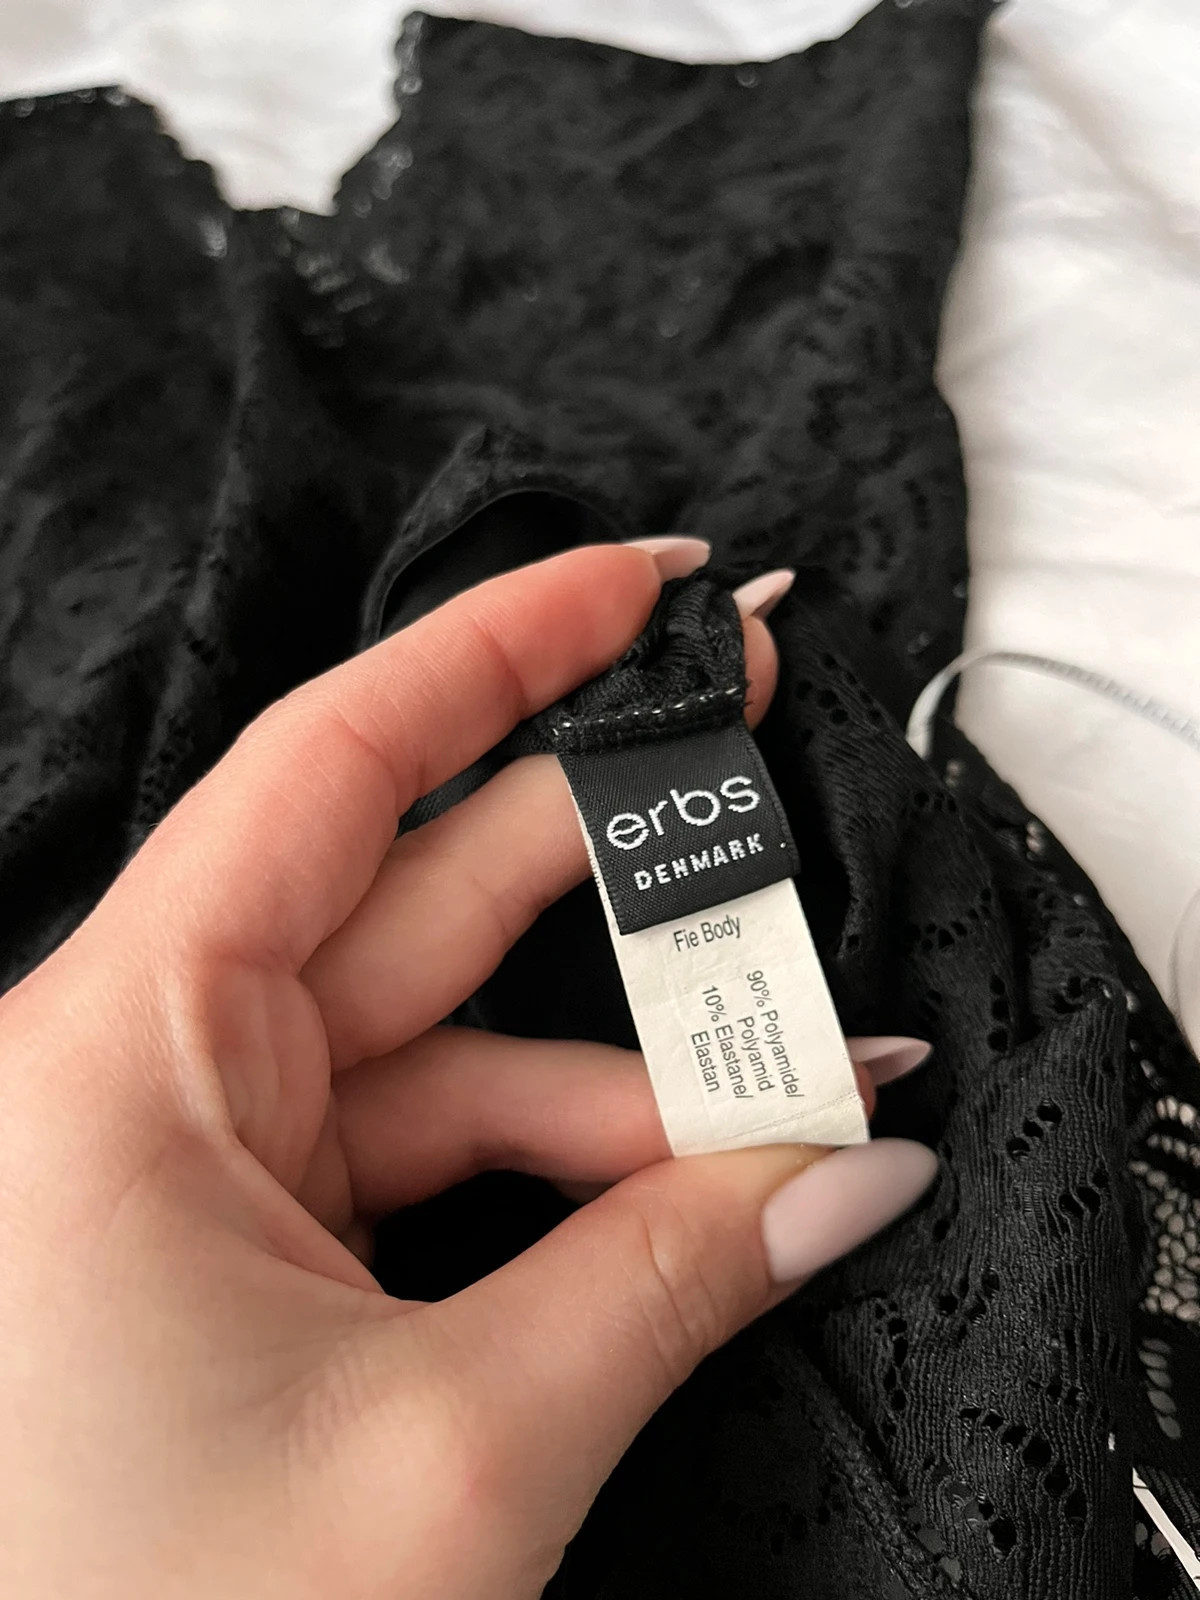 erbs
DENMARK
Fie Body
90% Polyamide/
Polyamid
10% Elastane/
Elastan